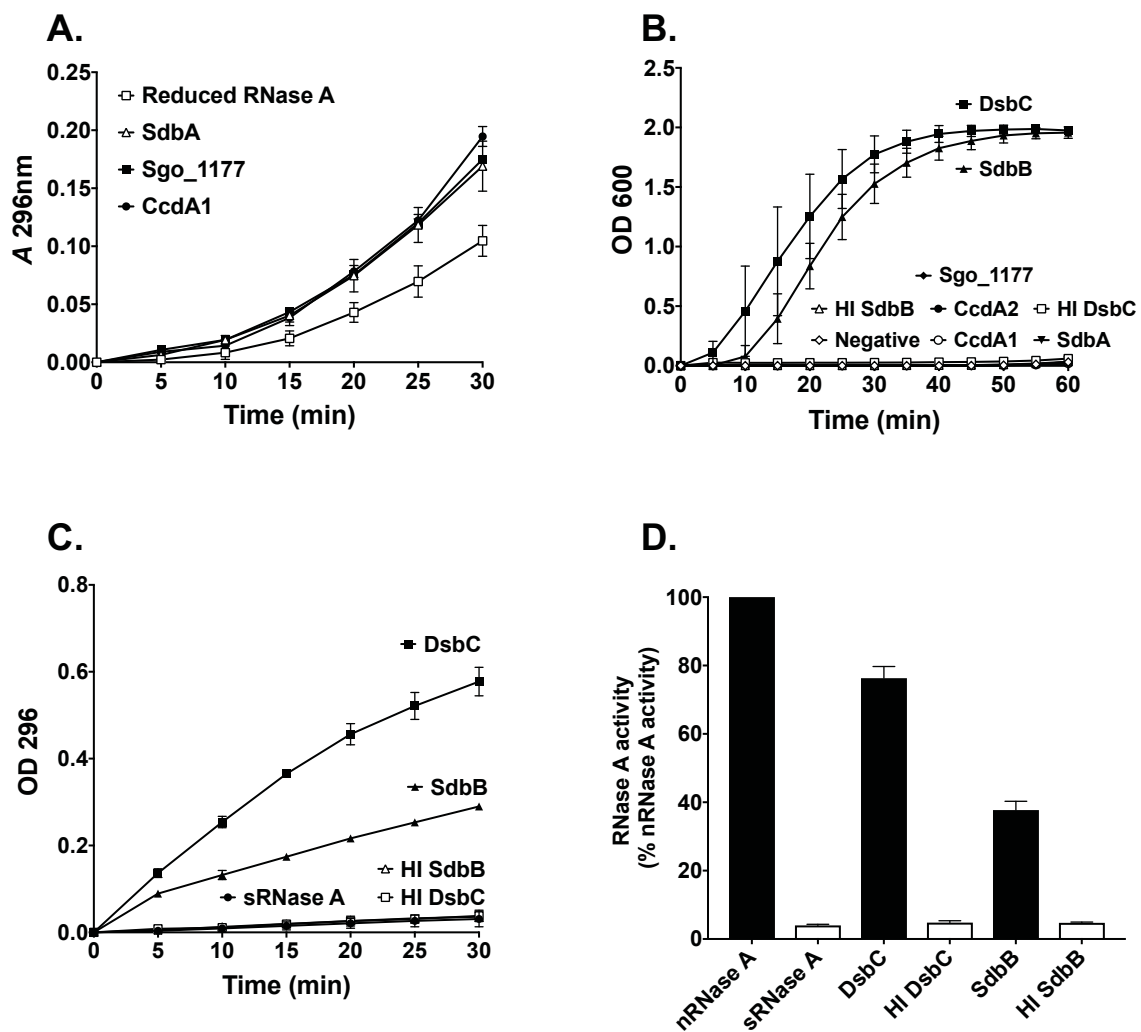 A.
A 296nm
0.25
0.20
0.15
0.10
0.05
0.00
Reduced RNase A
SdbA
Sgo_1177
CcdA1
0 5 10 15 20 25 30
Time (min)
B.
OD 600
2.5
2.0
1.5
1.0
0.5
0.0
DsbC
SdbB
Sgo_1177
HI SdbB CcdA2 HI DsbC
Negative CcdA1 SdbA
0 10 20 30 40 50 60
Time (min)
C.
OD 296
0.8
0.6
0.4
0.2
0.0
DsbC
SdbB
HI SdbB
sRNase A HI DsbC
0 5 10 15 20 25 30
Time (min)
D.
RNase A activity
(% nRNase A activity)
100
80
60
40
20
0
nRNase A
sRNase A
DsbC
HI DsbC
SdbB
HI SdbB